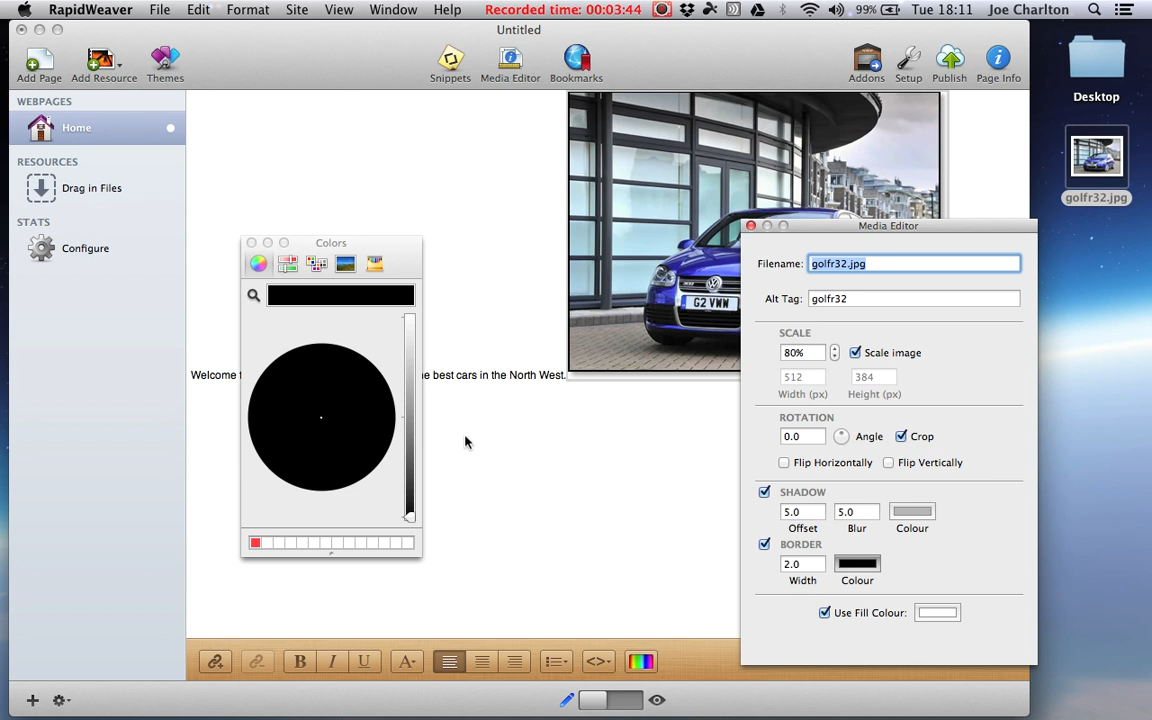 RapidWeaver File Edit Format Site View Window Help Recorded time: 00:03:44 99% Tue 18:11 Joe Charlton
Untitled
Add Page Add Resource Themes Snippets Media Editor Bookmarks Addons Setup Publish Page Info
Desktop
golfr32.jpg
WEBPAGES
Home
RESOURCES
Drag in Files
STATS
Configure
G2 VWW
Welcome
e best cars in the North West.
Colors
Media Editor
Filename: golfr32.jpg
Alt Tag: golfr32
SCALE
80% Scale image
512 384
Width (px) Height (px)
ROTATION
0.0 Angle Crop
Flip Horizontally Flip Vertically
SHADOW
5.0 5.0
Offset Blur Colour
BORDER
2.0
Width Colour
Use Fill Colour:
B I U A <>